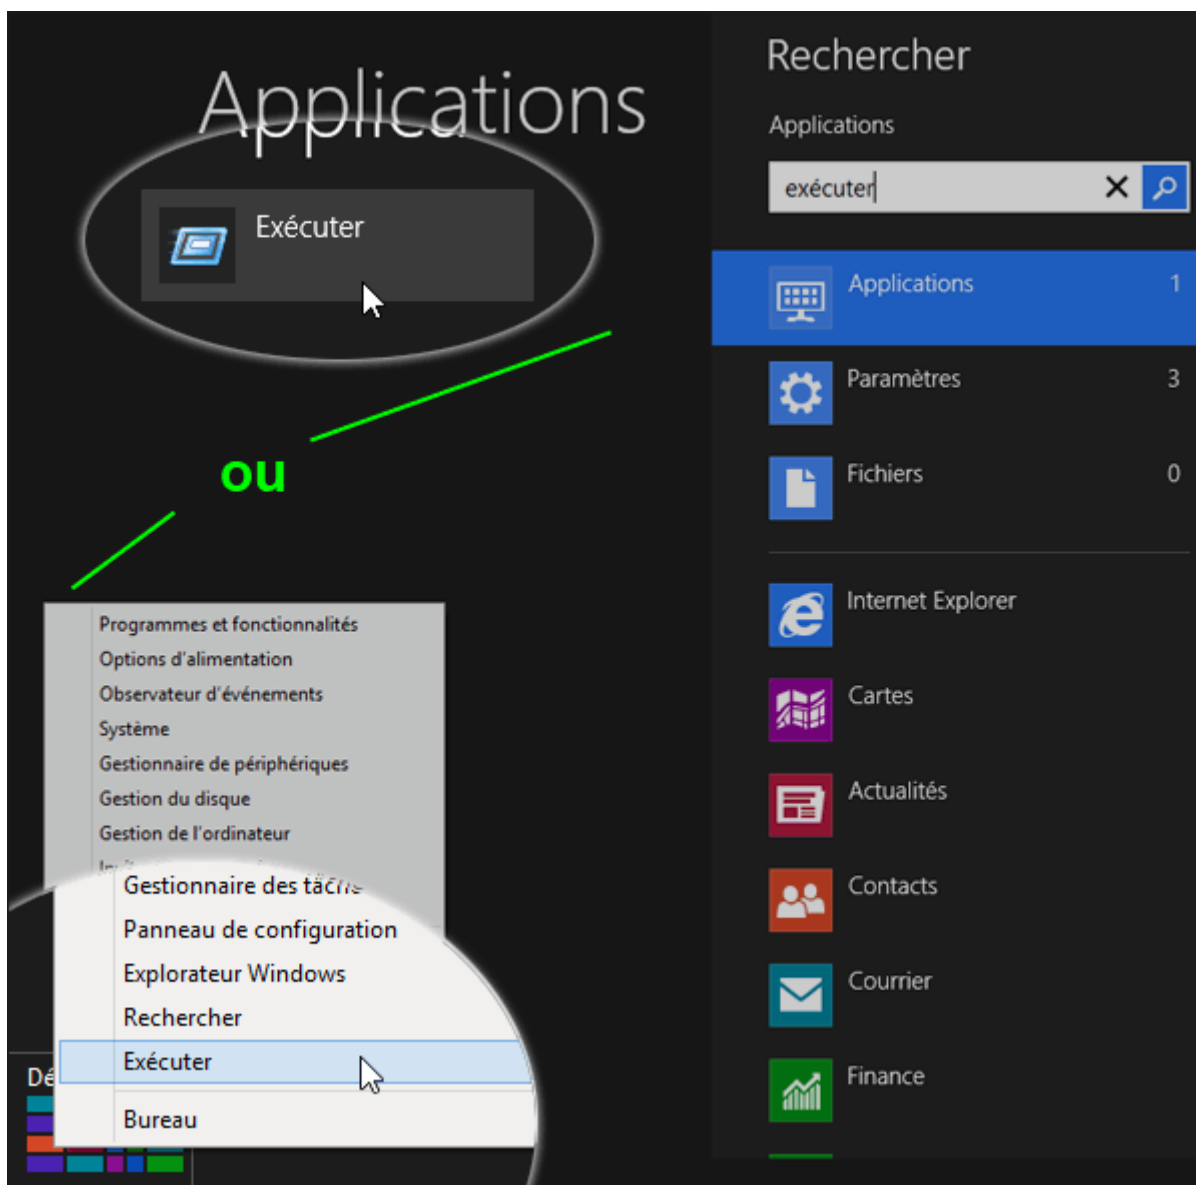 Applications
Exécuter
ou
Programmes et fonctionnalités
Options d'alimentation
Observateur d'événements
Système
Gestionnaire de périphériques
Gestion du disque
Gestion de l'ordinateur
Gestionnaire des
Panneau de configuration
Explorateur Windows
Rechercher
Exécuter
Bureau
Rechercher
Applications
exécuter
Applications 1
Paramètres 3
Fichiers 0
Internet Explorer
Cartes
Actualités
Contacts
Courrier
Finance